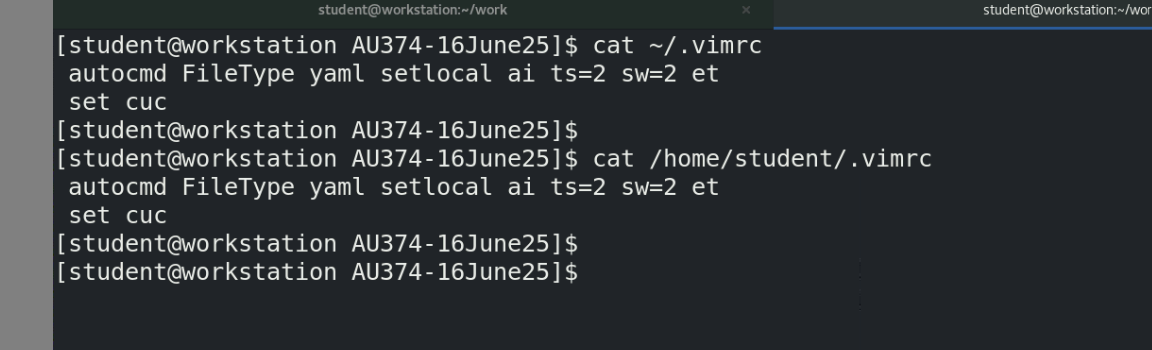 student@workstation:~/work × student@workstation:~/wor
[student@workstation AU374-16June25]$ cat ~/.vimrc
 autocmd FileType yaml setlocal ai ts=2 sw=2 et
 set cuc
[student@workstation AU374-16June25]$
[student@workstation AU374-16June25]$ cat /home/student/.vimrc
 autocmd FileType yaml setlocal ai ts=2 sw=2 et
 set cuc
[student@workstation AU374-16June25]$
[student@workstation AU374-16June25]$